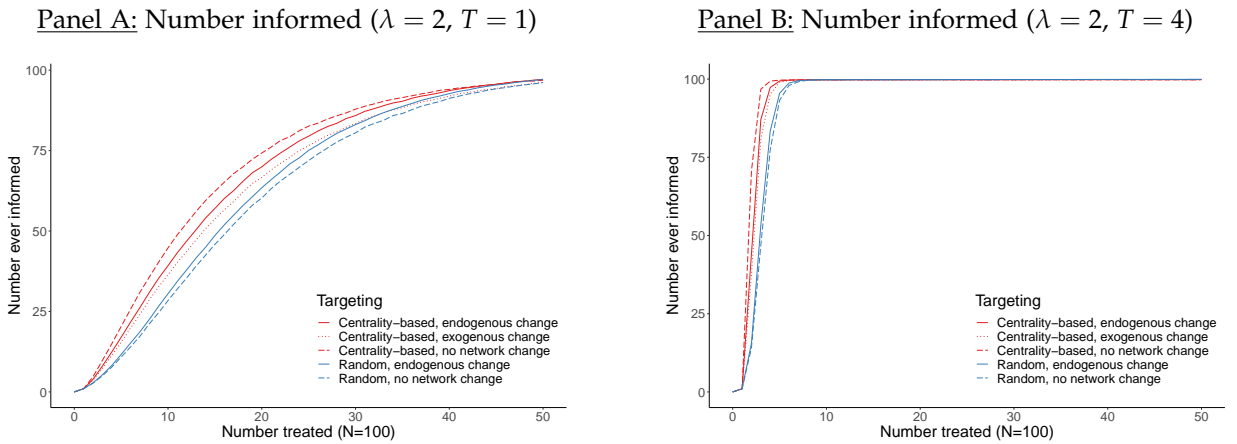 Panel A: Number informed (λ = 2, T = 1)
100
75
50
25
0
Number ever informed
0 10 20 30 40 50
Number treated (N=100)
Targeting
Centrality−based, endogenous change
Centrality−based, exogenous change
Centrality−based, no network change
Random, endogenous change
Random, no network change
Panel B: Number informed (λ = 2, T = 4)
100
75
50
25
0
Number ever informed
0 10 20 30 40 50
Number treated (N=100)
Targeting
Centrality−based, endogenous change
Centrality−based, exogenous change
Centrality−based, no network change
Random, endogenous change
Random, no network change